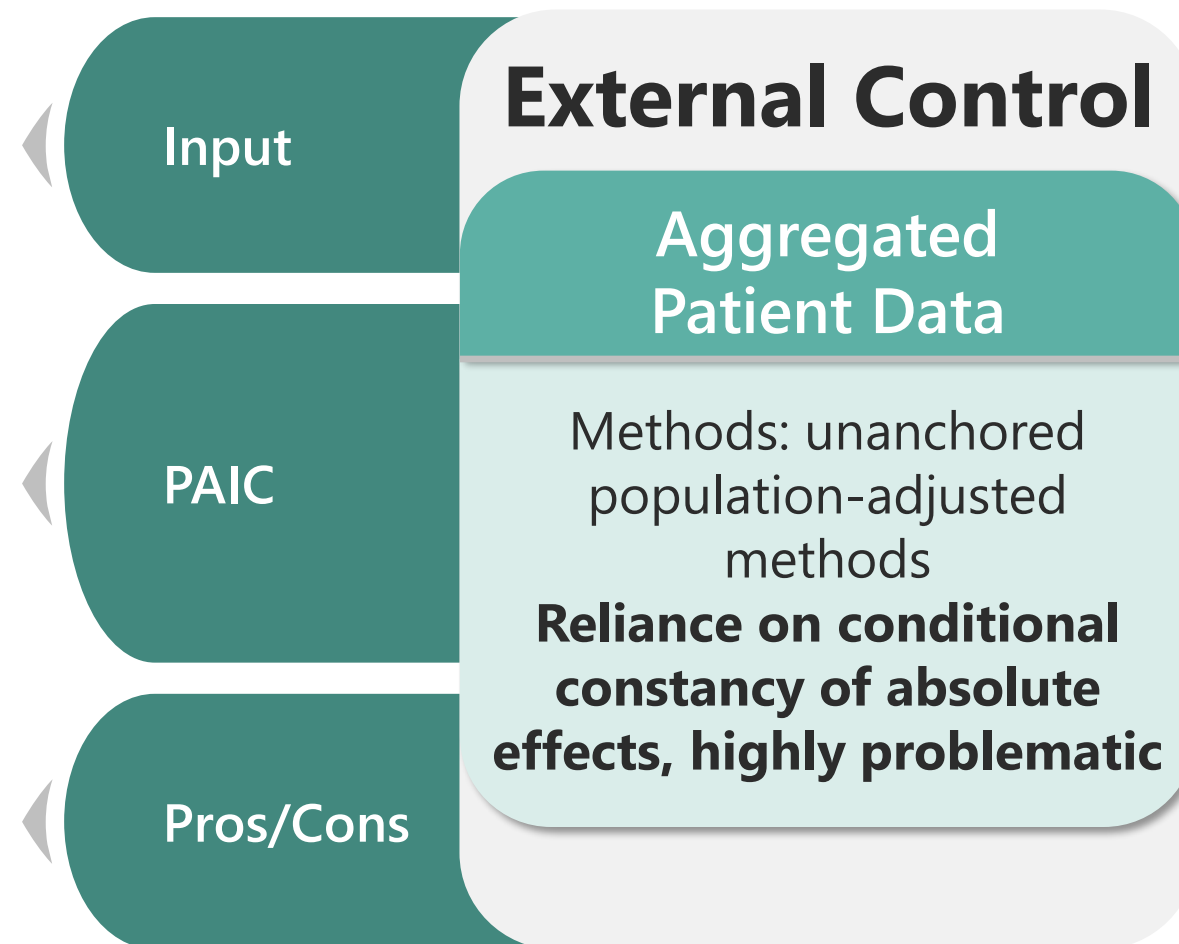 External Control
Input
Aggregated
Patient Data
PAIC
Methods: unanchored
population-adjusted
methods
Reliance on conditional
constancy of absolute
effects, highly problematic
Pros/Cons